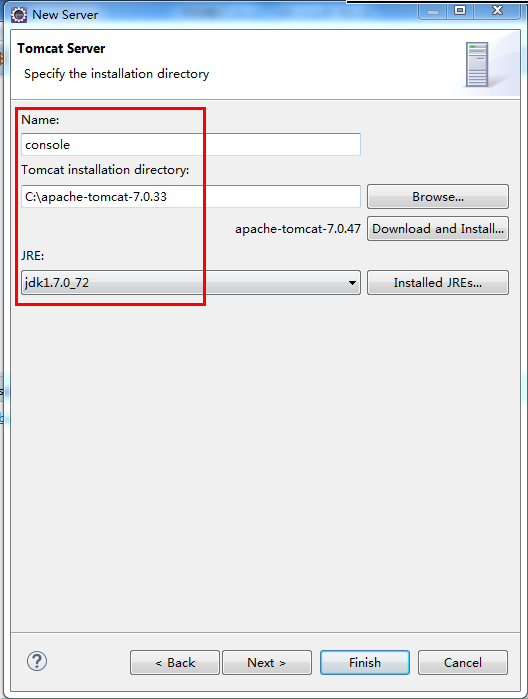 New Server
Tomcat Server
Specify the installation directory
Name:
console
Tomcat installation directory:
C:\apache-tomcat-7.0.33
Browse...
apache-tomcat-7.0.47
Download and Install...
JRE:
jdk1.7.0_72
Installed JREs...
?
< Back
Next >
Finish
Cancel